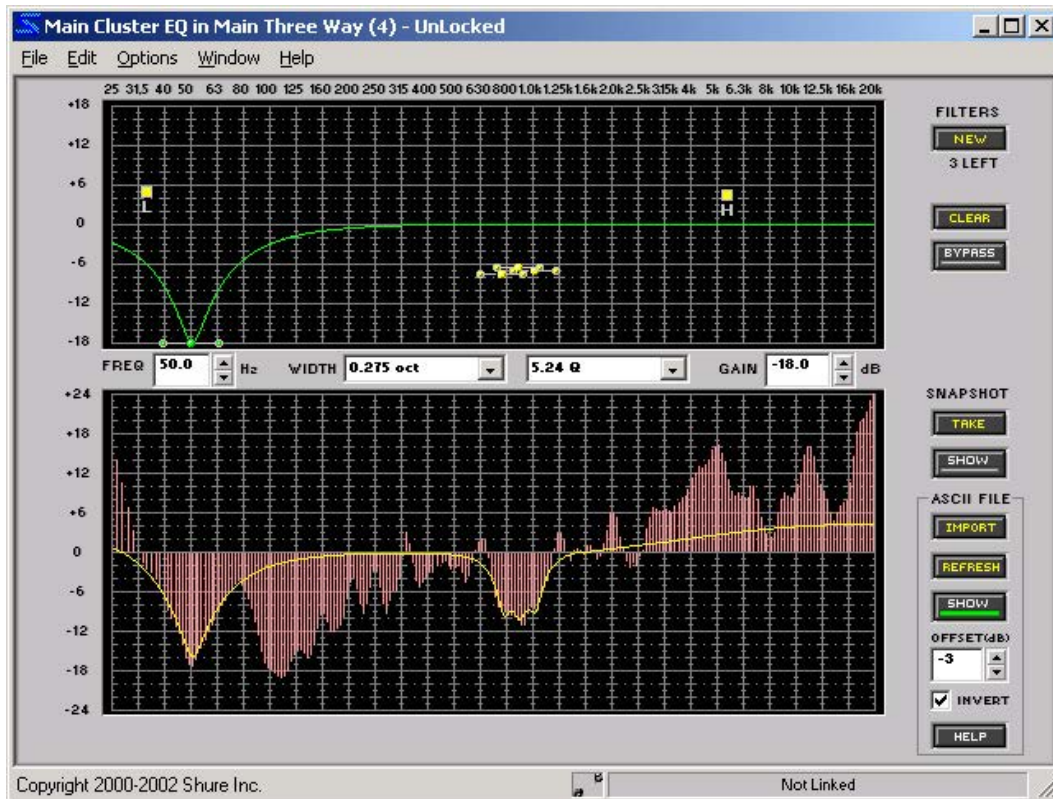 Main Cluster EQ in Main Three Way (4) - UnLocked
File Edit Options Window Help
25 31.5 40 50 63 80 100 125 160 200 250 315 400 500 630 800 1.0k 1.25k 1.6k 2.0k 2.5k 3.15k 4k 5k 6.3k 8k 10k 12.5k 16k 20k
+18
+12
+6
0
-6
-12
-18
L
H
FILTERS
NEW
3 LEFT
CLEAR
BYPASS
FREQ 50.0 Hz WIDTH 0.275 oct 5.24 Q GAIN -18.0 dB
+24
+18
+12
+6
0
-6
-12
-18
-24
SNAPSHOT
TAKE
SHOW
ASCII FILE
IMPORT
REFRESH
SHOW
OFFSET(dB)
-3
INVERT
HELP
Copyright 2000-2002 Shure Inc.
a B
Not Linked